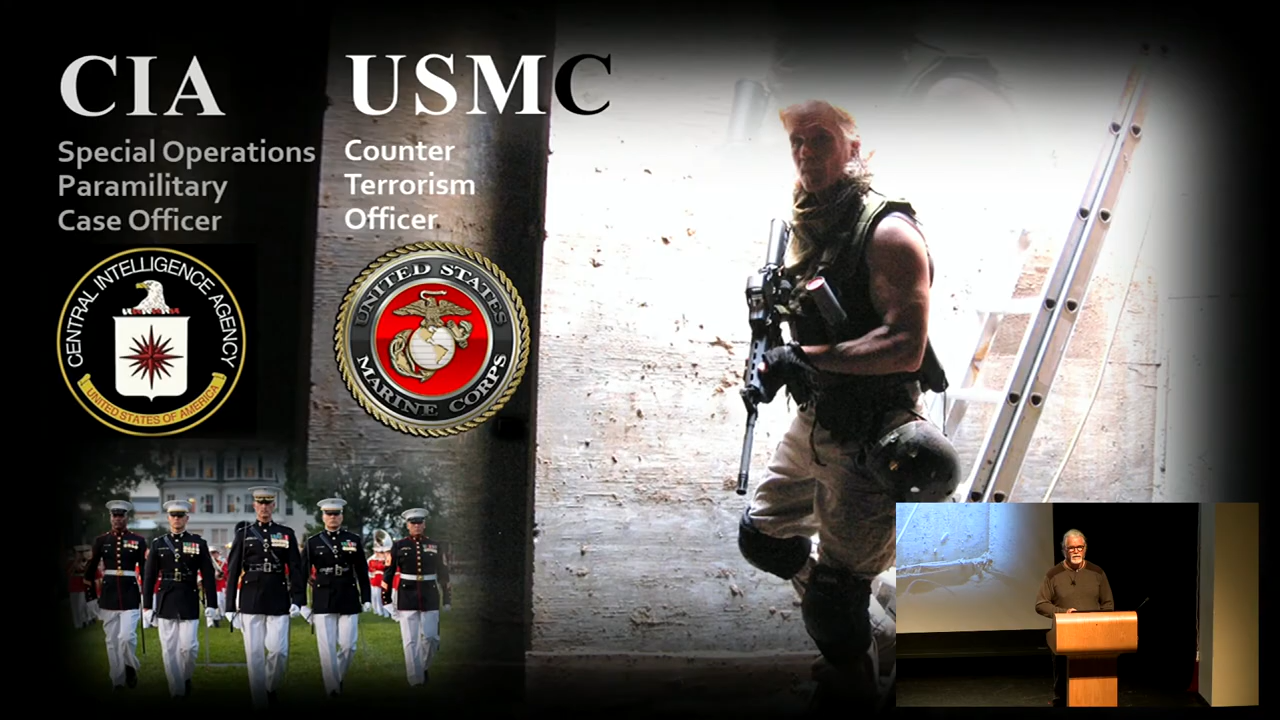 CIA
Special Operations
Paramilitary
Case Officer
CENTRAL INTELLIGENCE AGENCY
UNITED STATES OF AMERICA
USMC
Counter
Terrorism
Officer
UNITED STATES
MARINE CORPS